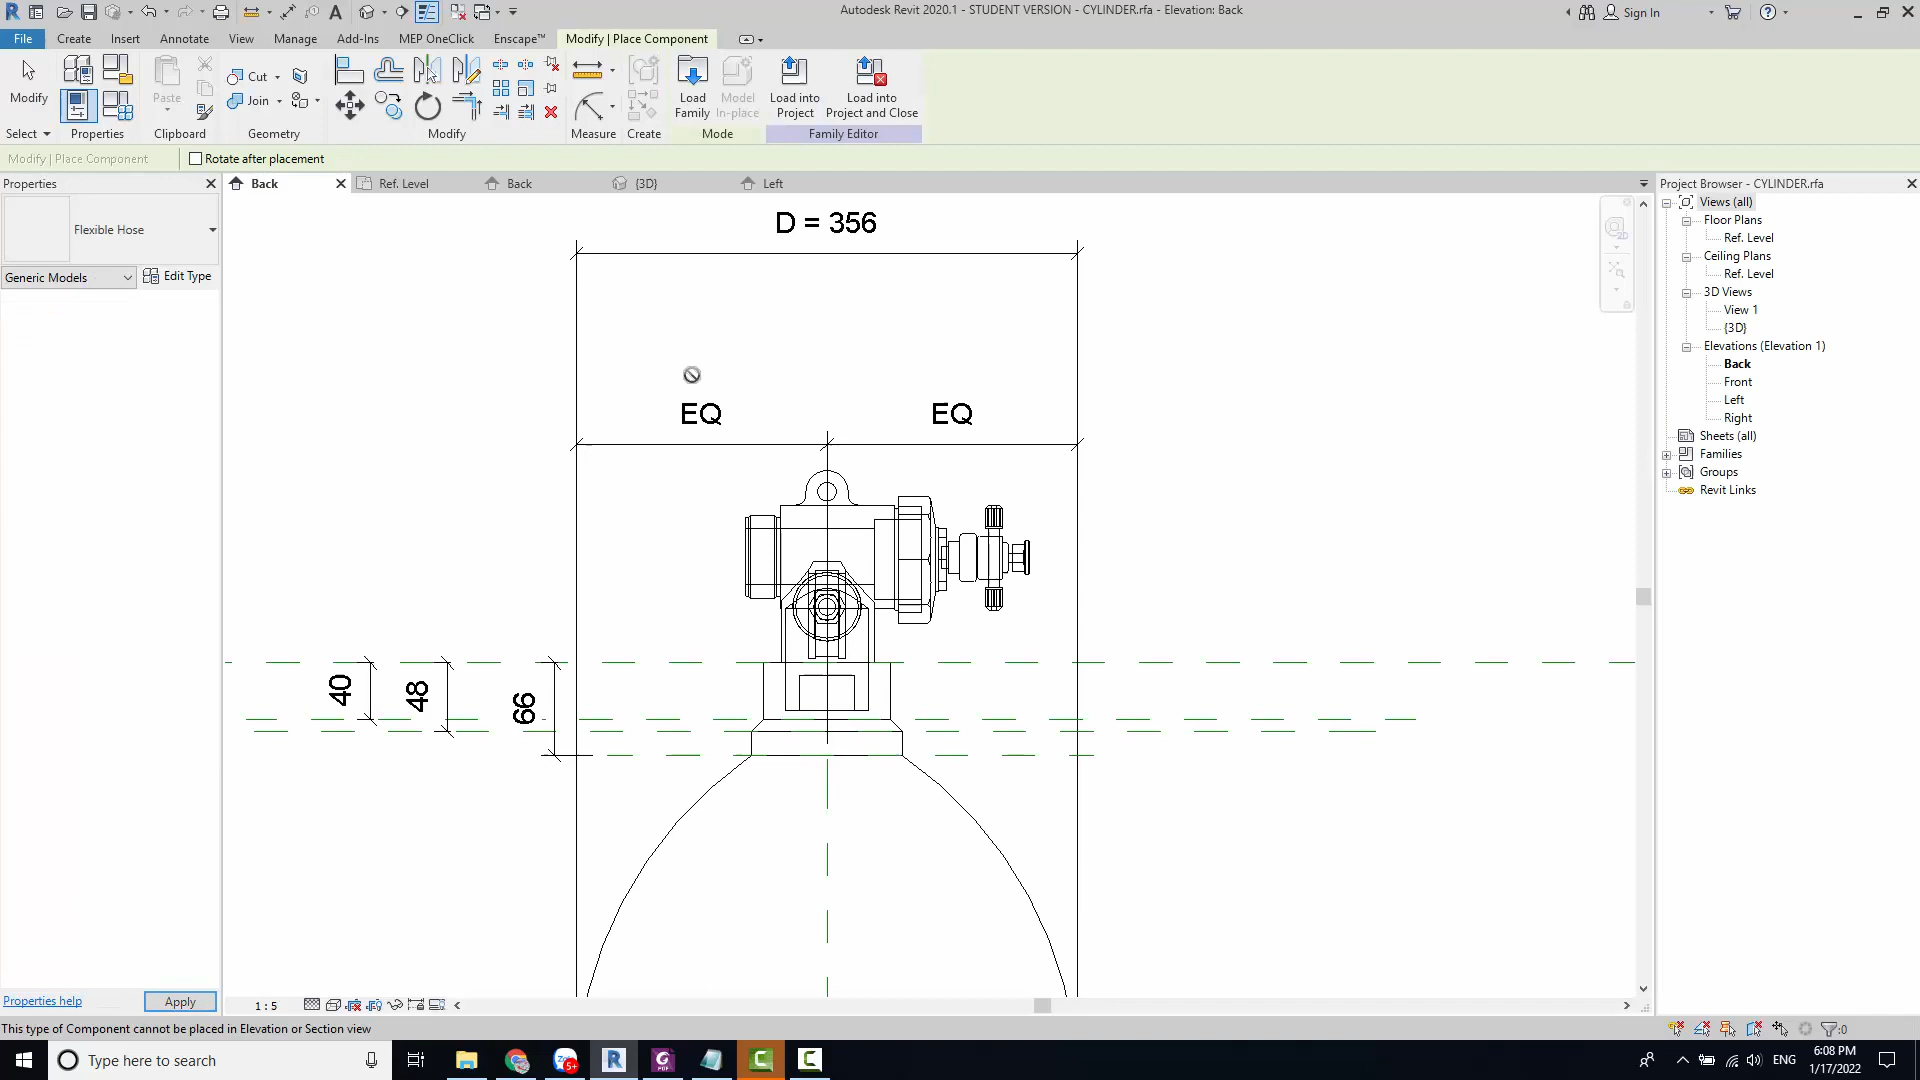 Autodesk Revit 2020.1 - STUDENT VERSION - CYLINDER.rfa - Elevation: Back
Sign In
File
Create
Insert
Annotate
View
Manage
Add-Ins
MEP OneClick
Enscape™
Modify | Place Component
Modify
Paste
Cut
Join
Load Family
Model In-place
Load into Project
Load into Project and Close
Select
Properties
Clipboard
Geometry
Modify
Measure
Create
Mode
Family Editor
Modify | Place Component
Rotate after placement
Properties
Flexible Hose
Generic Models
Edit Type
Properties help
Apply
Back
Ref. Level
Back
{3D}
Left
D = 356
EQ
EQ
40
48
66
2D
1 : 5
Project Browser - CYLINDER.rfa
Views (all)
Floor Plans
Ref. Level
Ceiling Plans
Ref. Level
3D Views
View 1
{3D}
Elevations (Elevation 1)
Back
Front
Left
Right
Sheets (all)
Families
Groups
Revit Links
This type of Component cannot be placed in Elevation or Section view
:0
Type here to search
5+
ENG
6:08 PM
1/17/2022